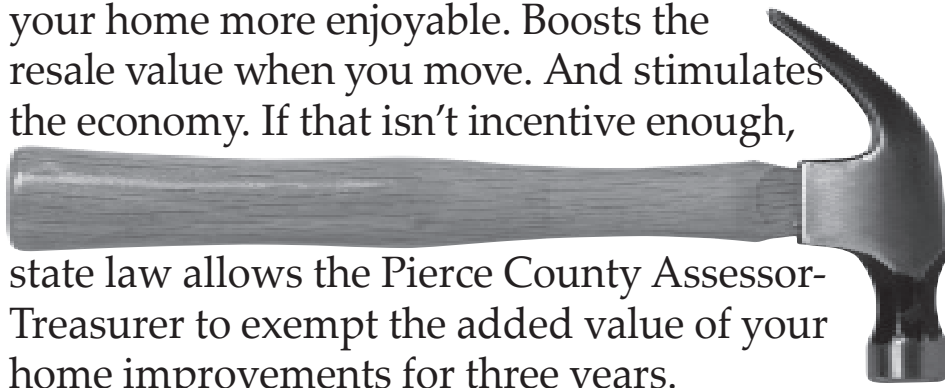 your home more enjoyable. Boosts the
resale value when you move. And stimulates
the economy. If that isn't incentive enough,
state law allows the Pierce County Assessor-
Treasurer to exempt the added value of your
home improvements for three years.